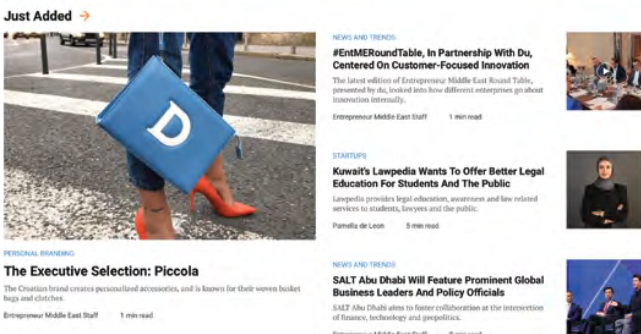 Just Added →
D
PERSONAL BRANDING
The Executive Selection: Piccola
The Croatian brand creates personalized accessories, and is known for their woven basket
bags and clutches.
Entrepreneur Middle East Staff 1 min read
NEWS AND TRENDS
#EntMERoundTable, In Partnership With Du,
Centered On Customer-Focused Innovation
The latest edition of Entrepreneur Middle East Round Table,
presented by du, looked into how different enterprises go about
innovation internally.
Entrepreneur Middle East Staff 1 min read
STARTUPS
Kuwait's Lawpedia Wants To Offer Better Legal
Education For Students And The Public
Lawpedia provides legal education, awareness and law related
services to students, lawyers and the public.
Pamella de Leon 5 min read
NEWS AND TRENDS
SALT Abu Dhabi Will Feature Prominent Global
Business Leaders And Policy Officials
SALT Abu Dhabi aims to foster collaboration at the intersection
of finance, technology and geopolitics.
Entrepreneur Middle East Staff